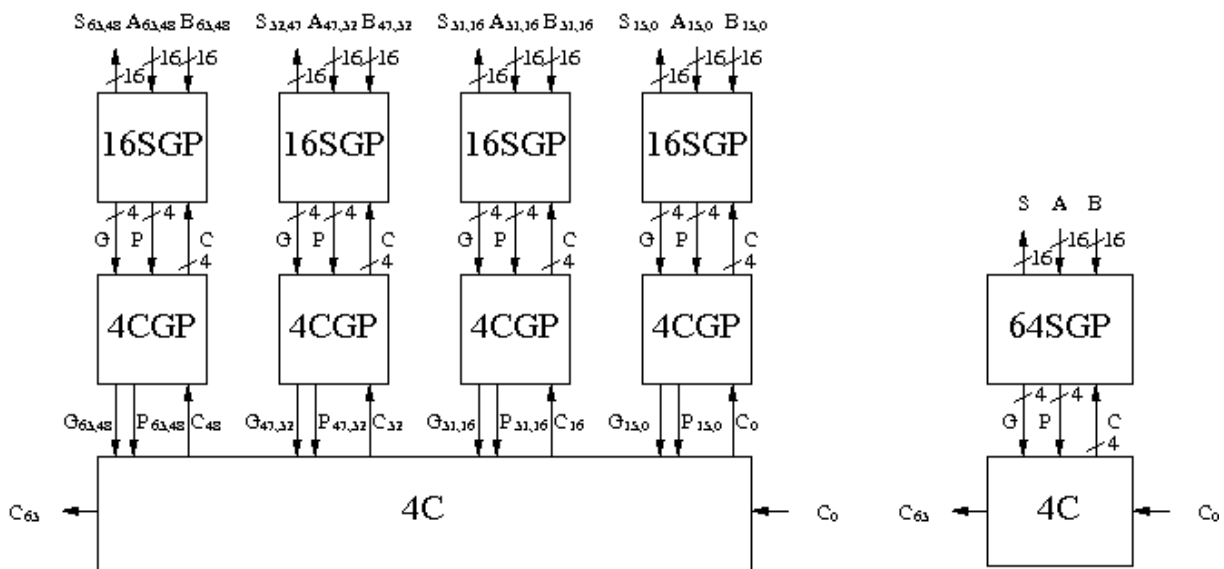 S63,48 A63,48 B63,48 S32,47 A47,32 B47,32 S31,16 A31,16 B31,16 S15,0 A15,0 B15,0
16 16 16 16 16 16 16 16
16 16 16 16
16SGP 16SGP 16SGP 16SGP
4 4 4 4 4 4 4 4
G P C G P C G P C G P C
4 4 4 4
4CGP 4CGP 4CGP 4CGP
G63,48 P63,48 C48 G47,32 P47,32 C32 G31,16 P31,16 C16 G15,0 P15,0 C0
C63 4C C0
S A B
16 16
16
64SGP
4 4
G P C
4
C63 4C C0